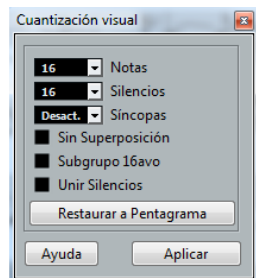 Cuantización visual
16 Notas
16 Silencios
Desact. Síncopas
Sin Superposición
Subgrupo 16avo
Unir Silencios
Restaurar a Pentagrama
Ayuda Aplicar